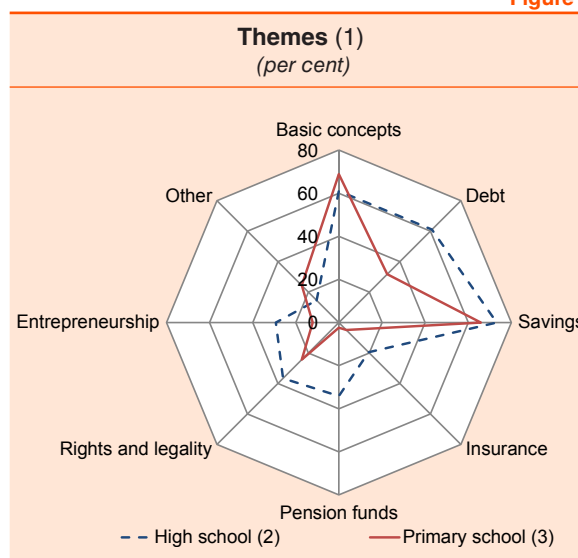 Figure
Themes (1)
(per cent)
Basic concepts
80
Other
Debt
60
40
20
Entrepreneurship
0
Savings
Rights and legality
Insurance
Pension funds
High school (2)
Primary school (3)